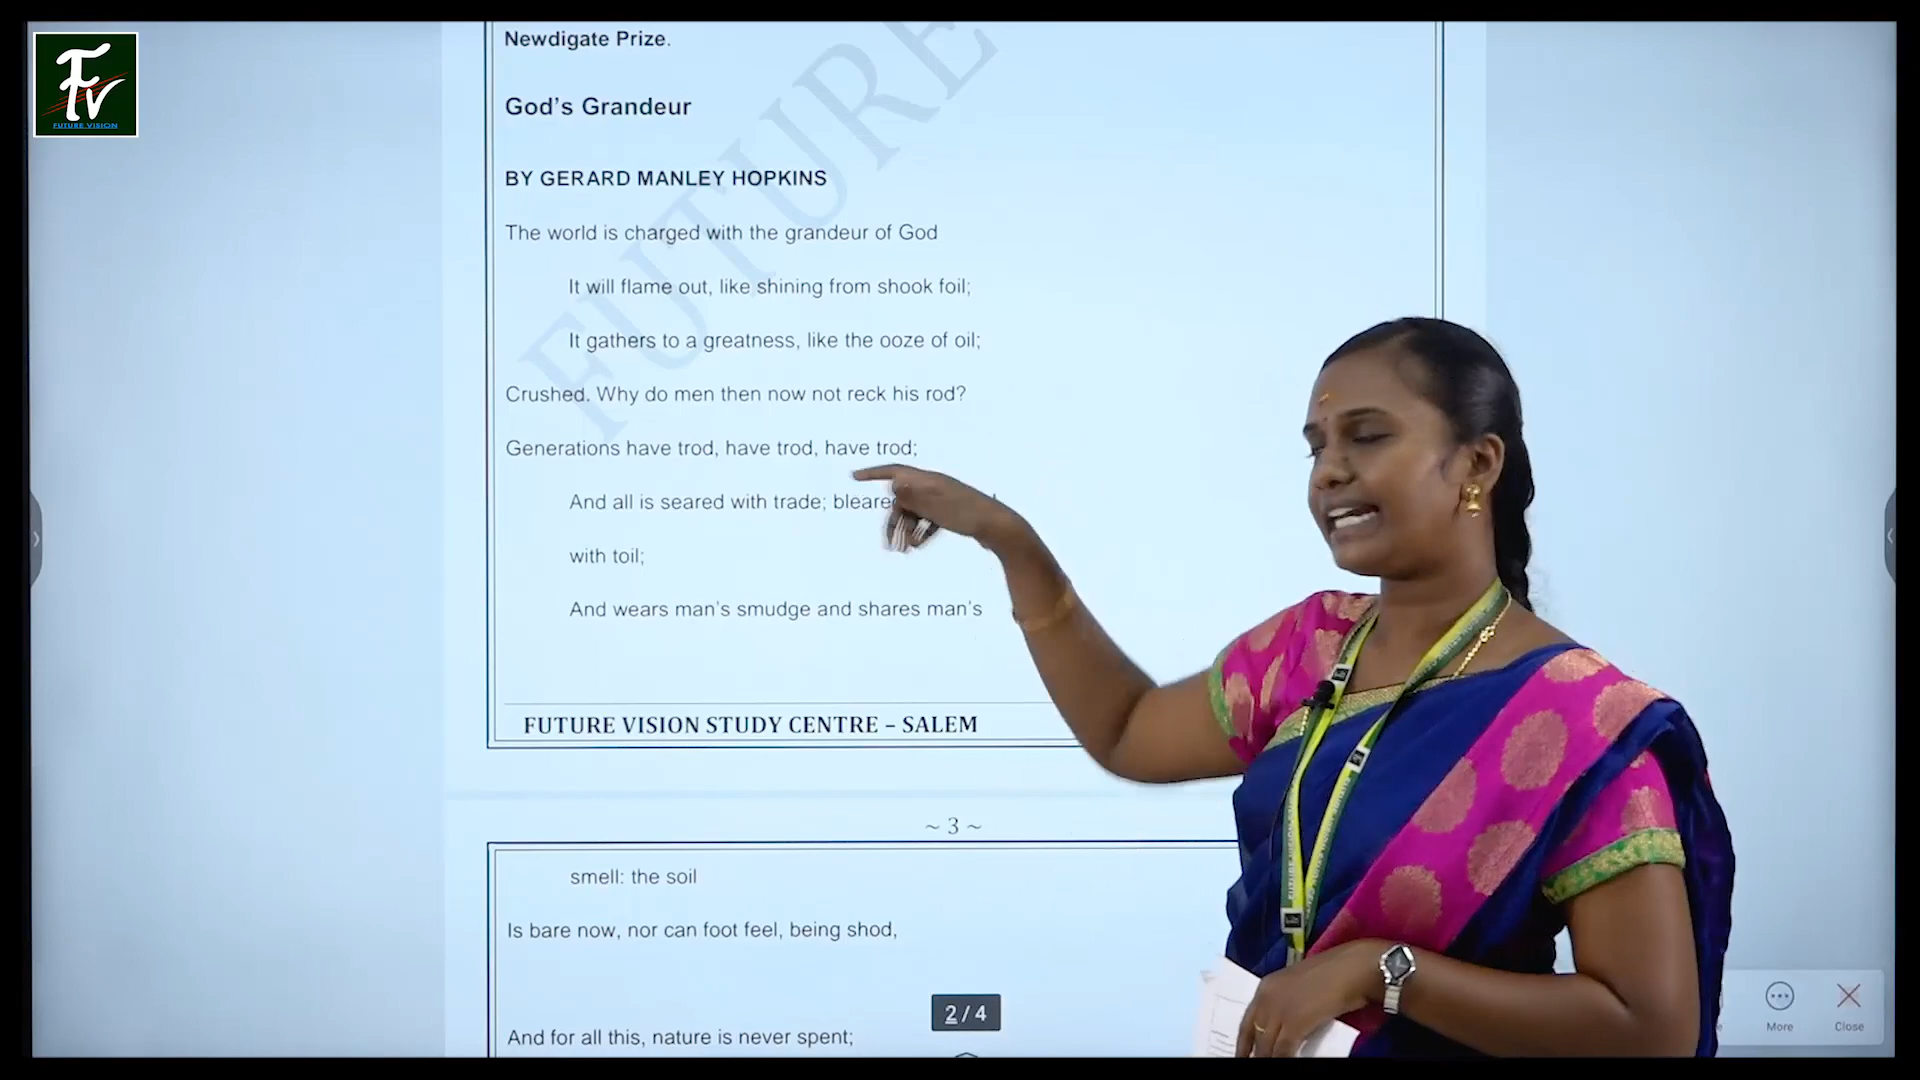 Fv
FUTURE VISION
Newdigate Prize.
God's Grandeur
BY GERARD MANLEY HOPKINS
The world is charged with the grandeur of God
It will flame out, like shining from shook foil;
It gathers to a greatness, like the ooze of oil;
Crushed. Why do men then now not reck his rod?
Generations have trod, have trod, have trod;
And all is seared with trade;
with toil;
And wears man's smudge and shares man's
FUTURE
FUTURE VISION STUDY CENTRE – SALEM
~ 3 ~
smell: the soil
Is bare now, nor can foot feel, being shod,
2 / 4
And for all this, nature is never spent;
More
Close